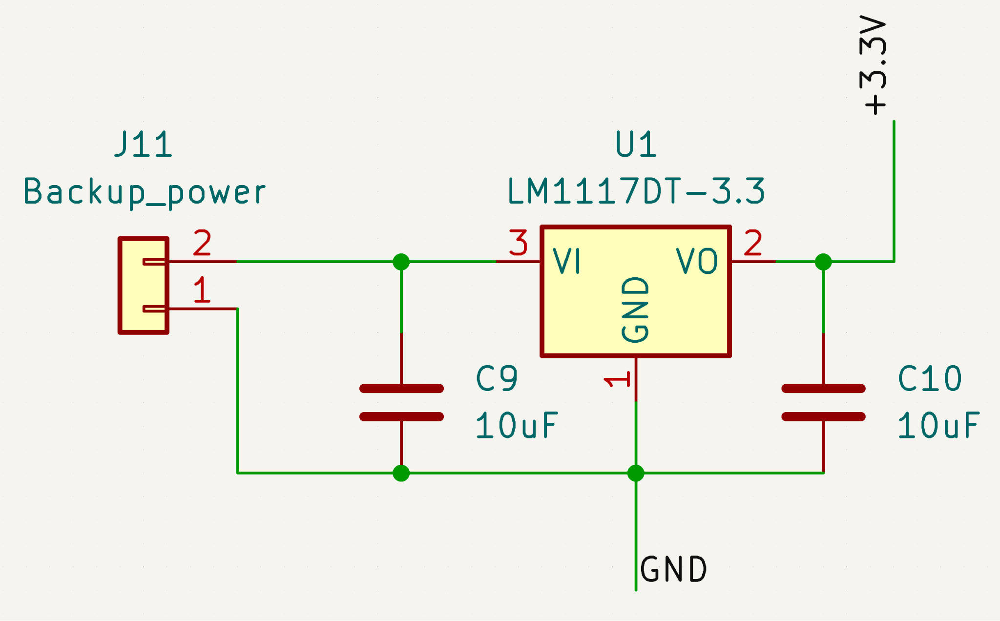 +3.3V
J11
Backup_power
2
1
U1
LM1117DT-3.3
3
VI
GND
VO
2
1
C9
10uF
C10
10uF
GND